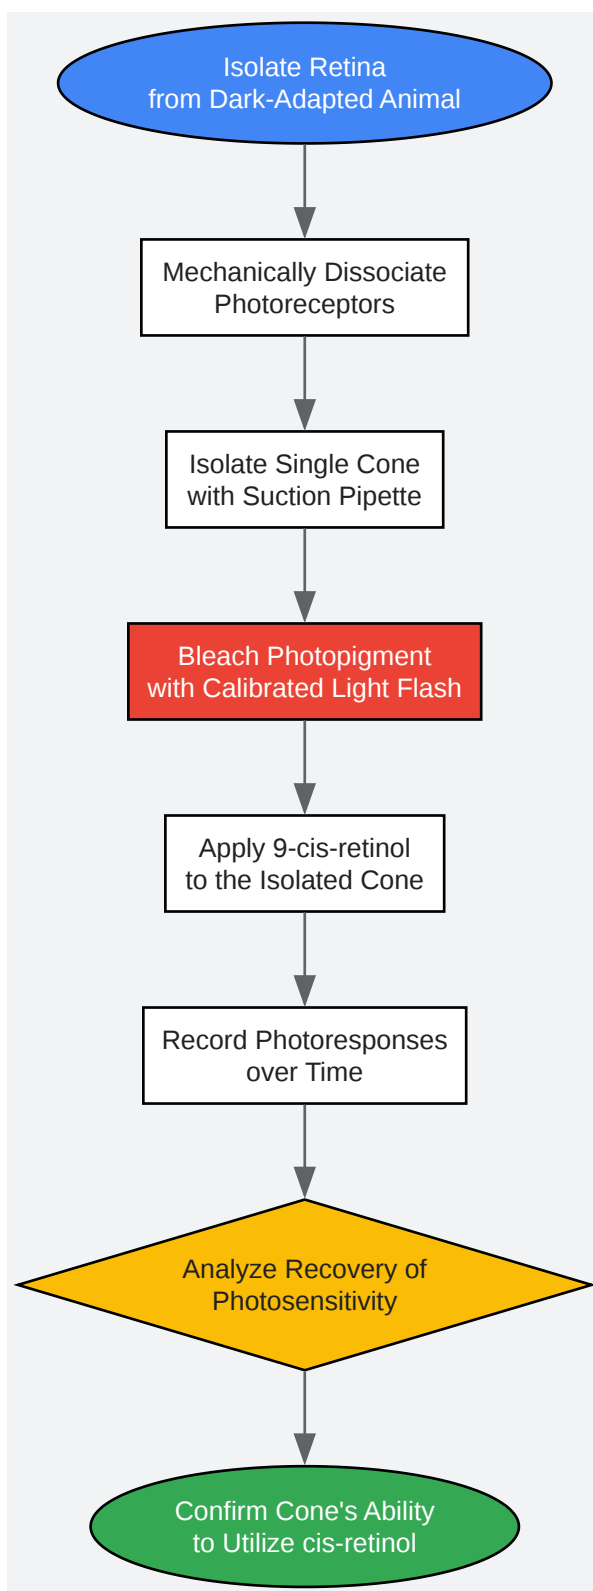 Isolate Retina
from Dark-Adapted Animal
Mechanically Dissociate
Photoreceptors
Isolate Single Cone
with Suction Pipette
Bleach Photopigment
with Calibrated Light Flash
Apply 9-cis-retinol
to the Isolated Cone
Record Photoresponses
over Time
Analyze Recovery of
Photosensitivity
Confirm Cone's Ability
to Utilize cis-retinol